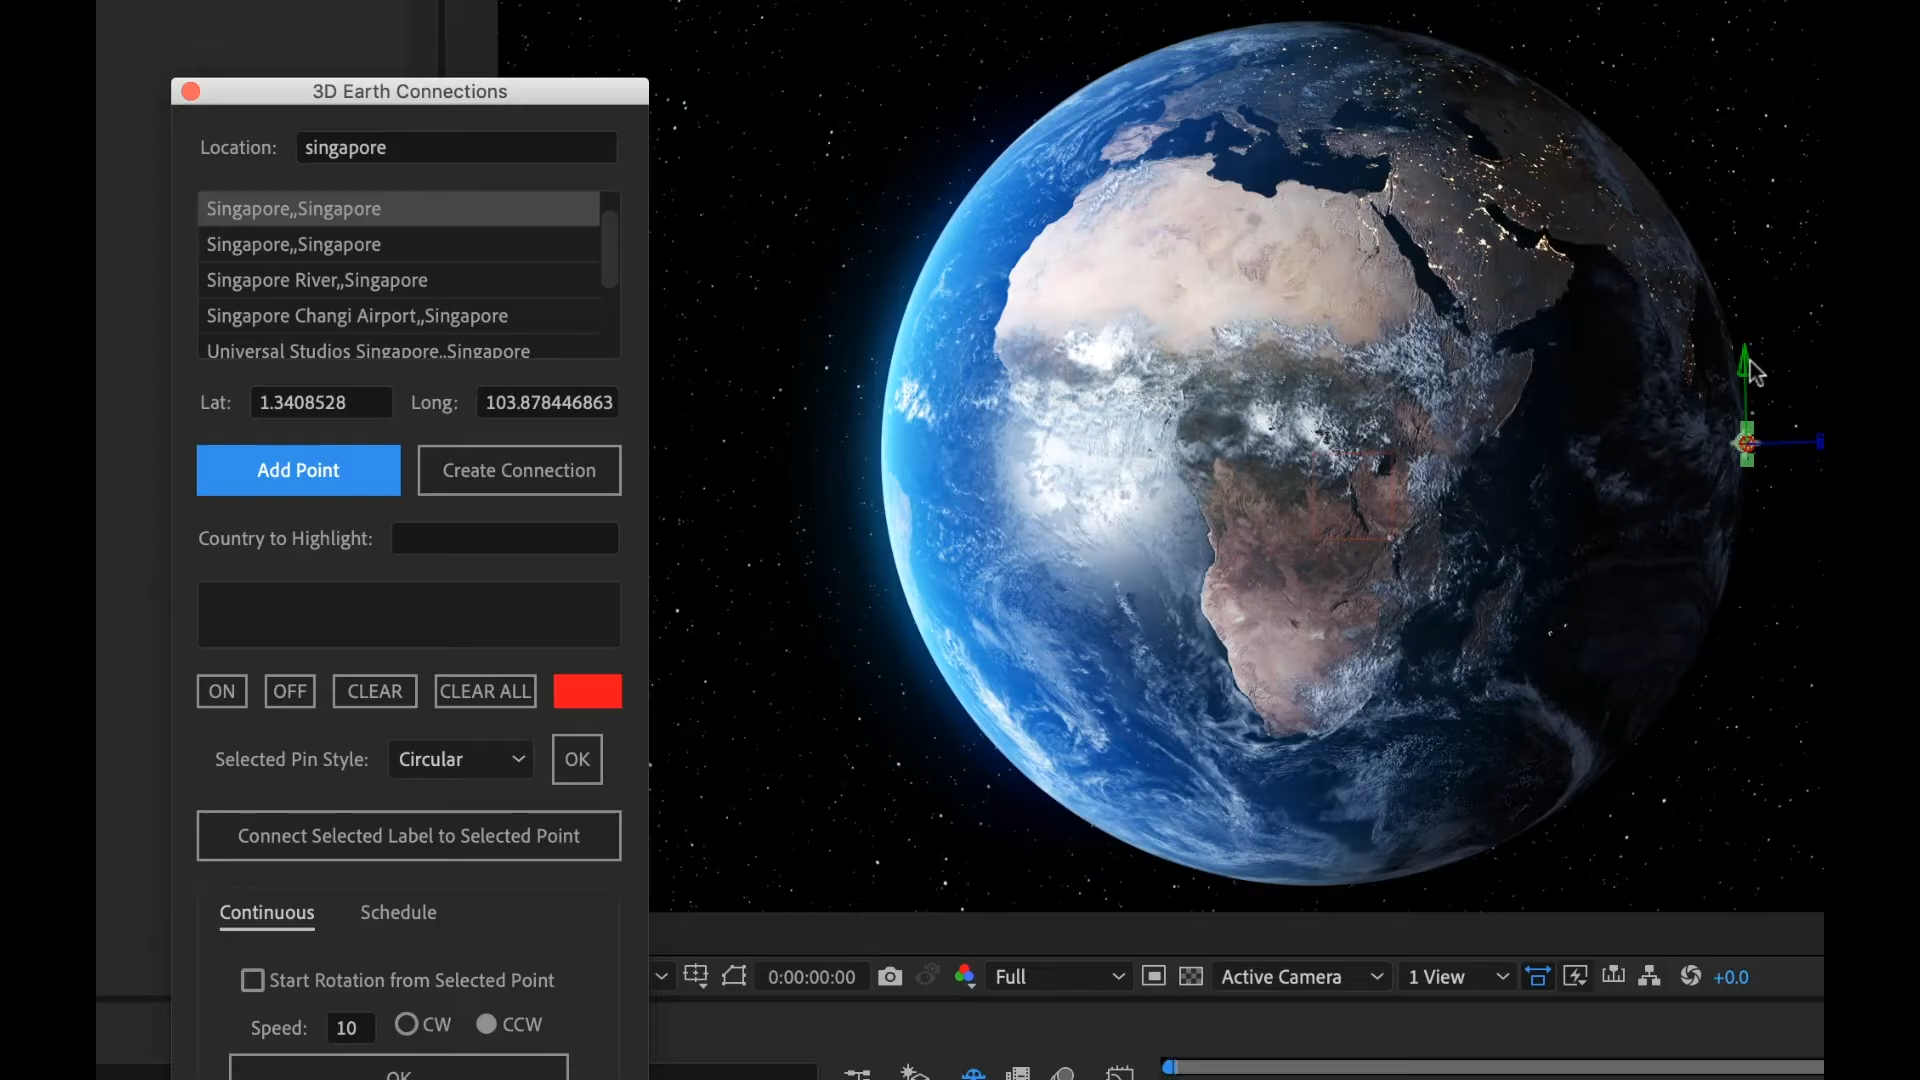 3D Earth Connections
Location: singapore
Singapore,,Singapore
Singapore,,Singapore
Singapore River,,Singapore
Singapore Changi Airport,,Singapore
Universal Studios Singapore,,Singapore
Lat: 1.3408528 Long: 103.878446863
Add Point Create Connection
Country to Highlight:
ON OFF CLEAR CLEAR ALL
Selected Pin Style: Circular OK
Connect Selected Label to Selected Point
Continuous Schedule
Start Rotation from Selected Point
Speed: 10 CW CCW
OK
0:00:00:00 Full Active Camera 1 View +0.0